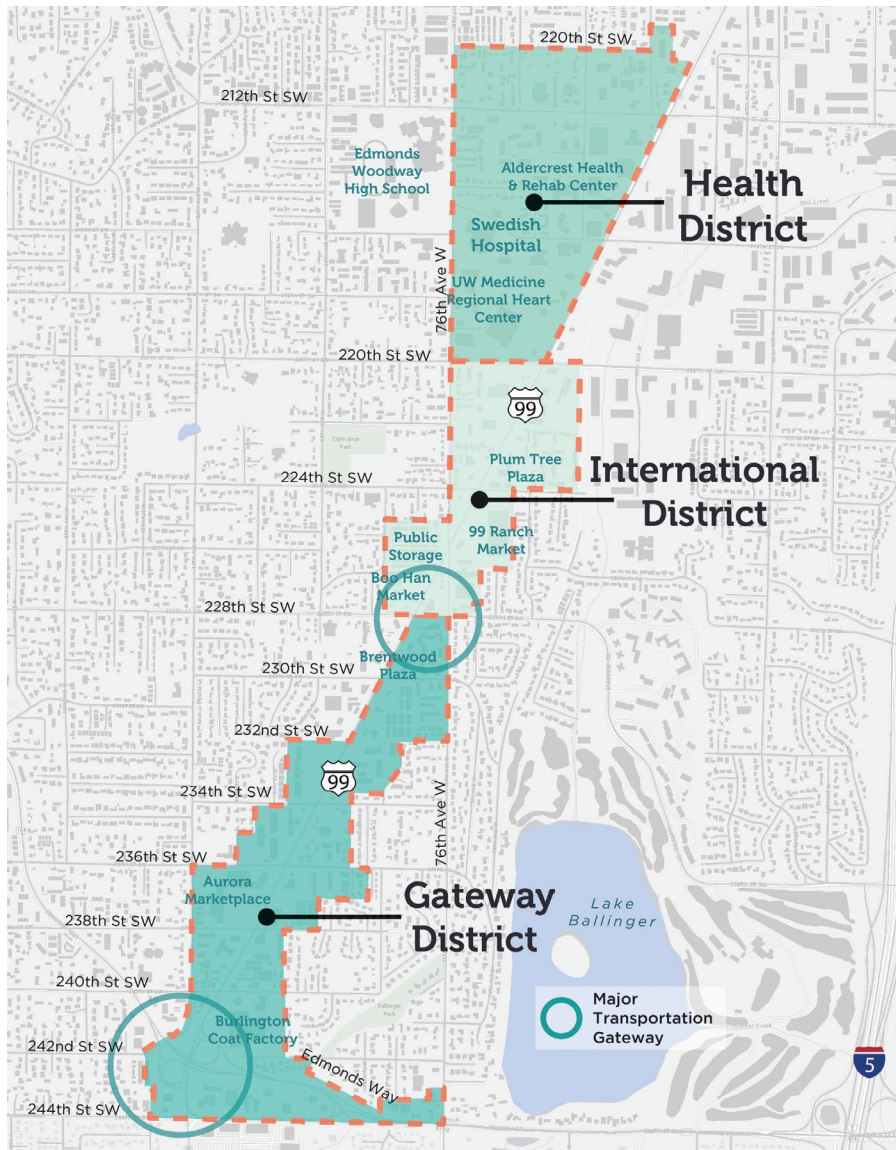 220th St SW
212th St SW
Edmonds
Woodway
High School
Aldercrest Health
& Rehab Center
Health
District
Swedish
Hospital
76th Ave W
UW Medicine
Regional Heart
Center
220th St SW
99
Plum Tree
Plaza
International
District
224th St SW
99 Ranch
Market
Public
Storage
Boo Han
Market
228th St SW
Brentwood
Plaza
230th St SW
232nd St SW
99
234th St SW
76th Ave W
236th St SW
Aurora
Marketplace
Gateway
District
238th St SW
Lake
Ballinger
240th St SW
Major
Transportation
Gateway
Burlington
Coat Factory
242nd St SW
Edmonds Way
5
244th St SW